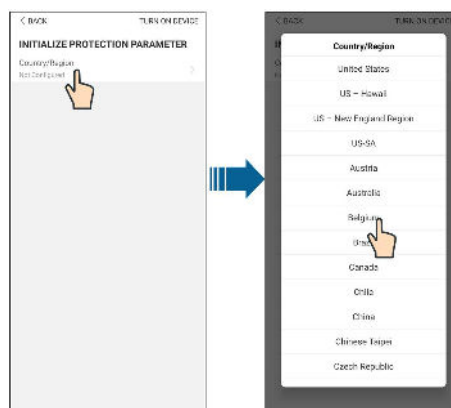 < BACK
TURN ON DEVICE
INITIALIZE PROTECTION PARAMETER
Country/Region
Not Configured
< BACK
TURN ON DEVICE
Country/Region
United States
US – Hawaii
US – New England Region
US-SA
Austria
Australia
Belgium
Canada
Chile
China
Chinese Taipei
Czech Republic